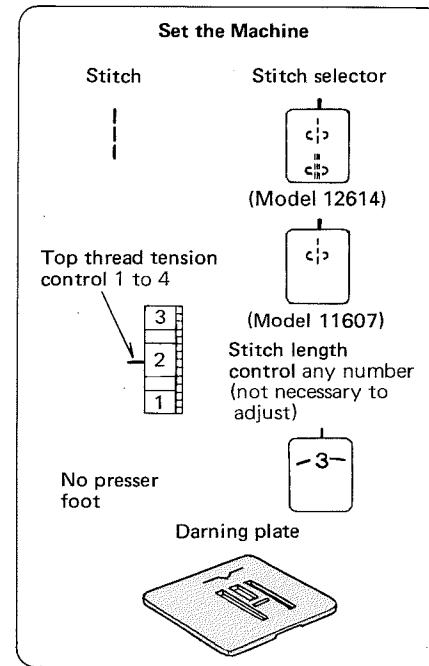 Set the Machine
Stitch
Stitch selector
(Model 12614)
Top thread tension
control 1 to 4
3
2
1
(Model 11607)
Stitch length
control any number
(not necessary to
adjust)
3
No presser
foot
Darning plate